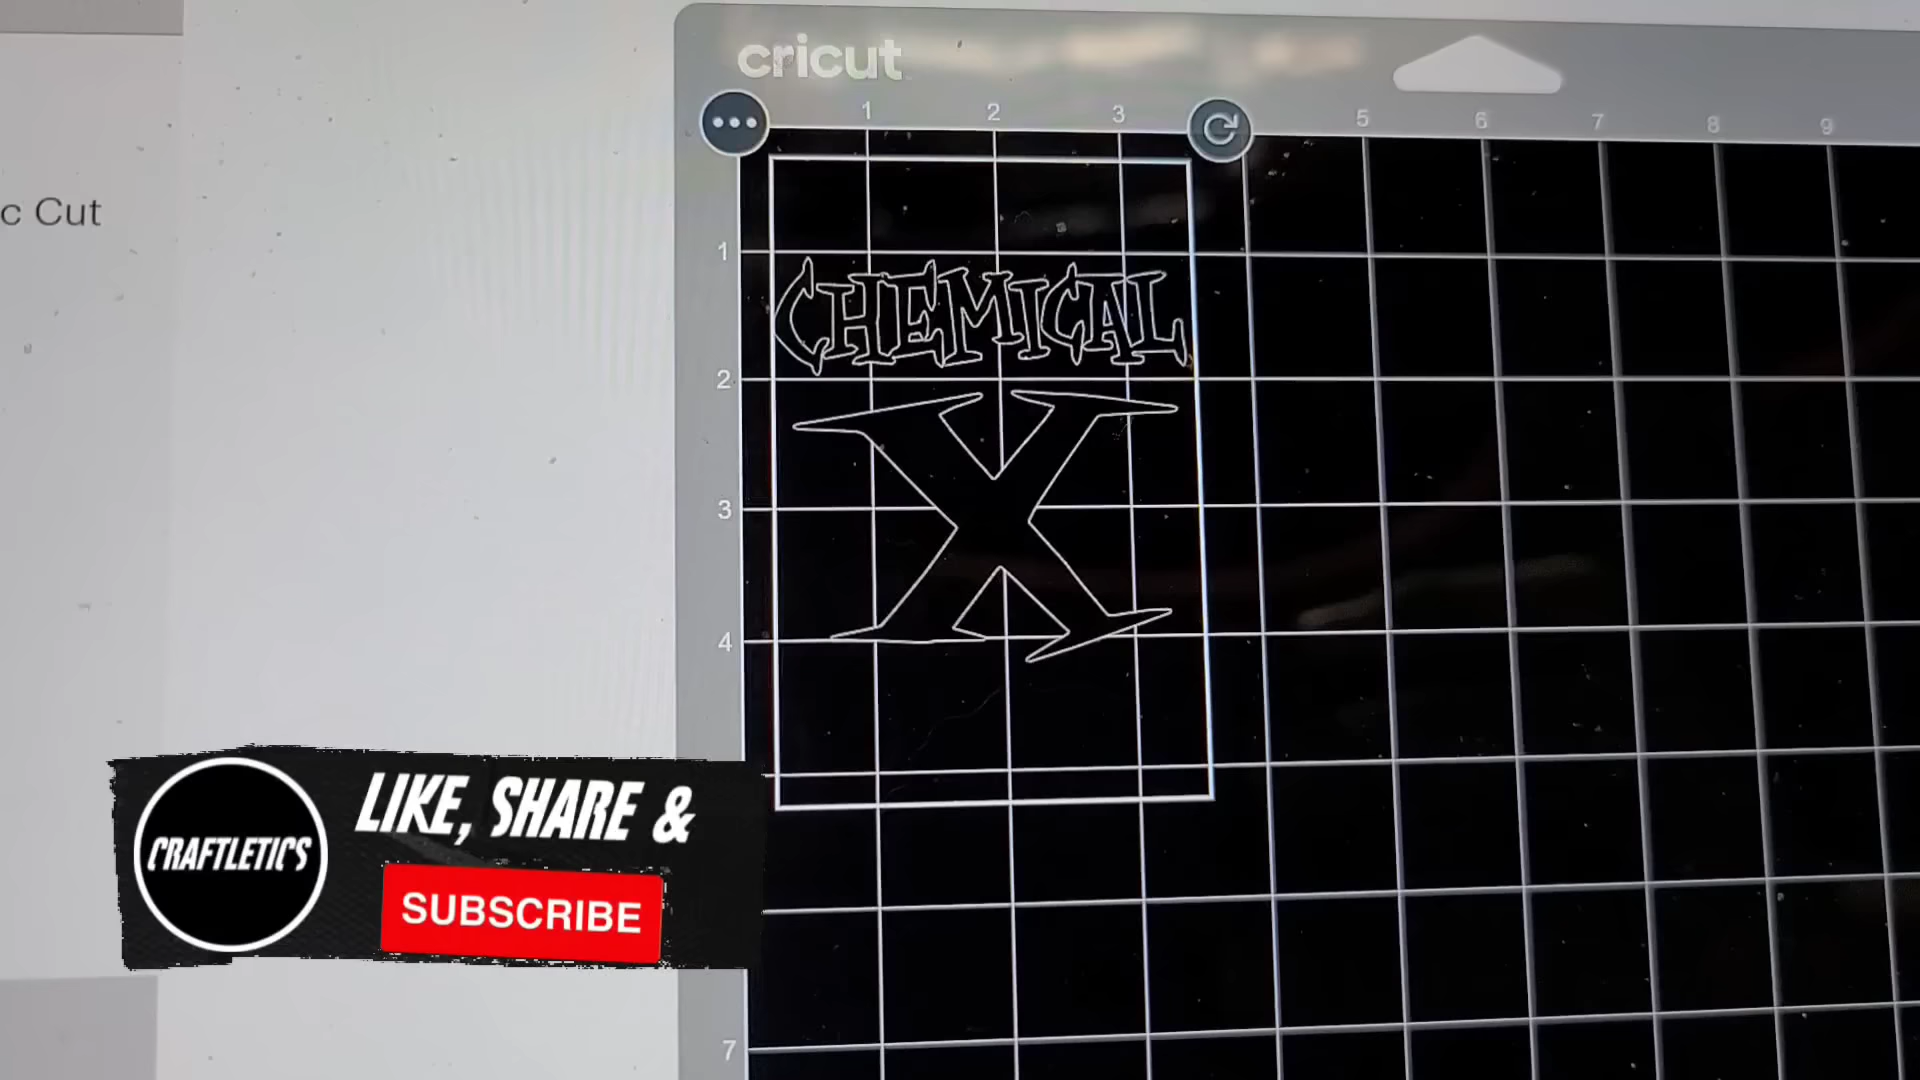 cricut
1 2 3 5 6 7 8 9
c Cut
1
CHEMICAL
2
X
3
4
LIKE, SHARE &
CRAFTLETICS
SUBSCRIBE
7